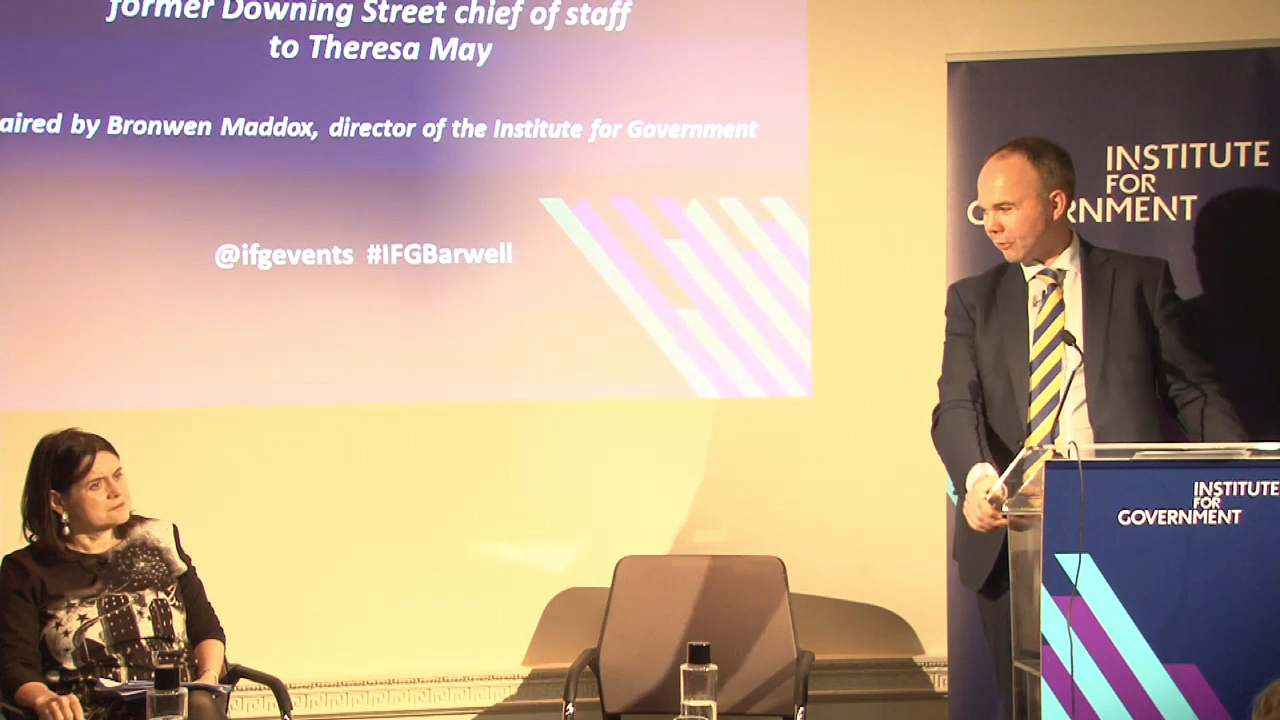 former Downing Street chief of staff
to Theresa May
aired by Bronwen Maddox, director of the Institute for Government
@ifgevents #IFGBarwell
INSTITUTE
FOR
G RNMENT
INSTITUTE
FOR
GOVERNMENT